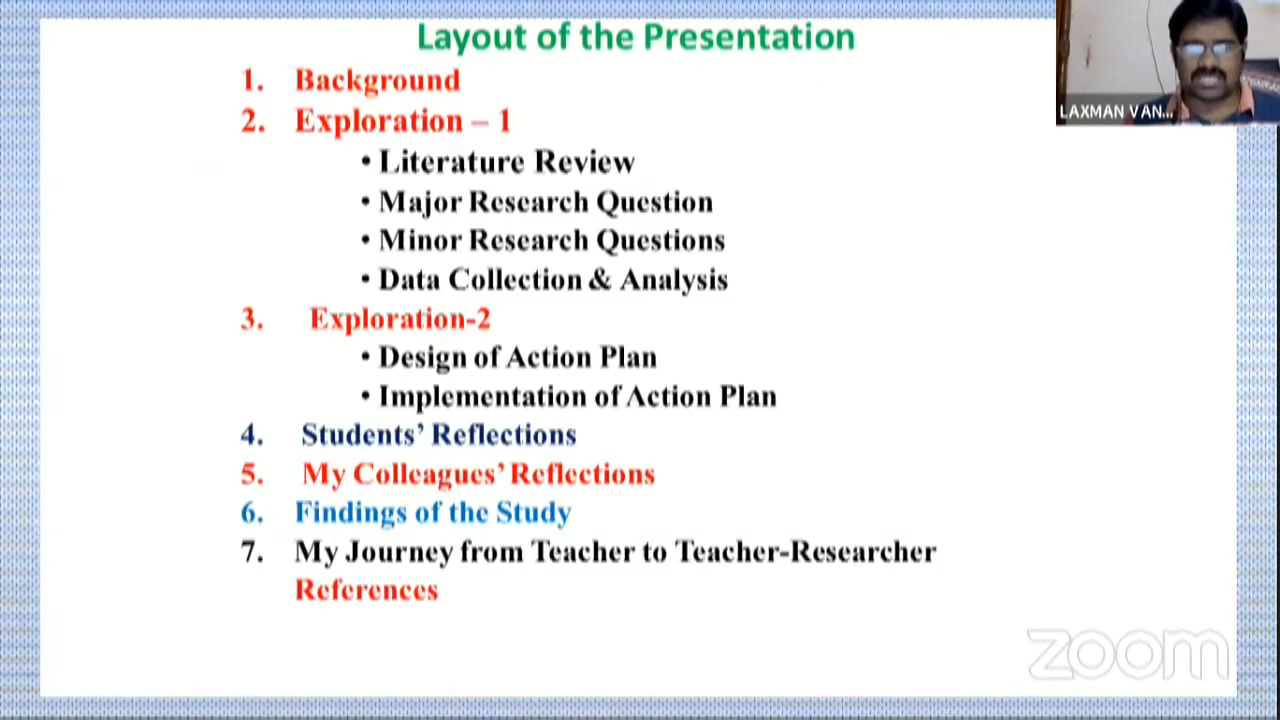 Layout of the Presentation
1. Background
2. Exploration – 1
• Literature Review
• Major Research Question
• Minor Research Questions
• Data Collection & Analysis
3. Exploration-2
• Design of Action Plan
• Implementation of Action Plan
4. Students’ Reflections
5. My Colleagues’ Reflections
6. Findings of the Study
7. My Journey from Teacher to Teacher-Researcher
References
LAXMAN VAN...
zoom